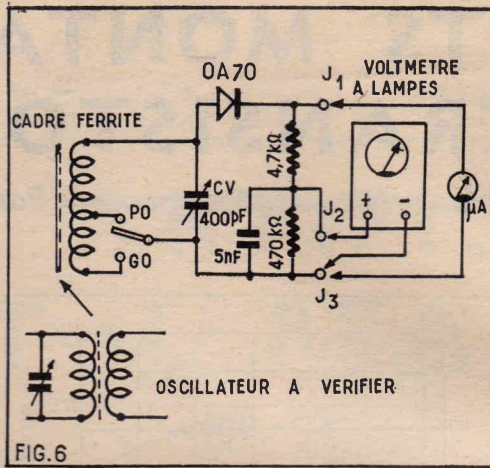 OA70
J1
VOLTMETRE
A LAMPES
CADRE FERRITE
4,7kΩ
PO
CV
400pF
J2
+ -
µA
GO
5nF
470kΩ
J3
OSCILLATEUR A VERIFIER
FIG.6